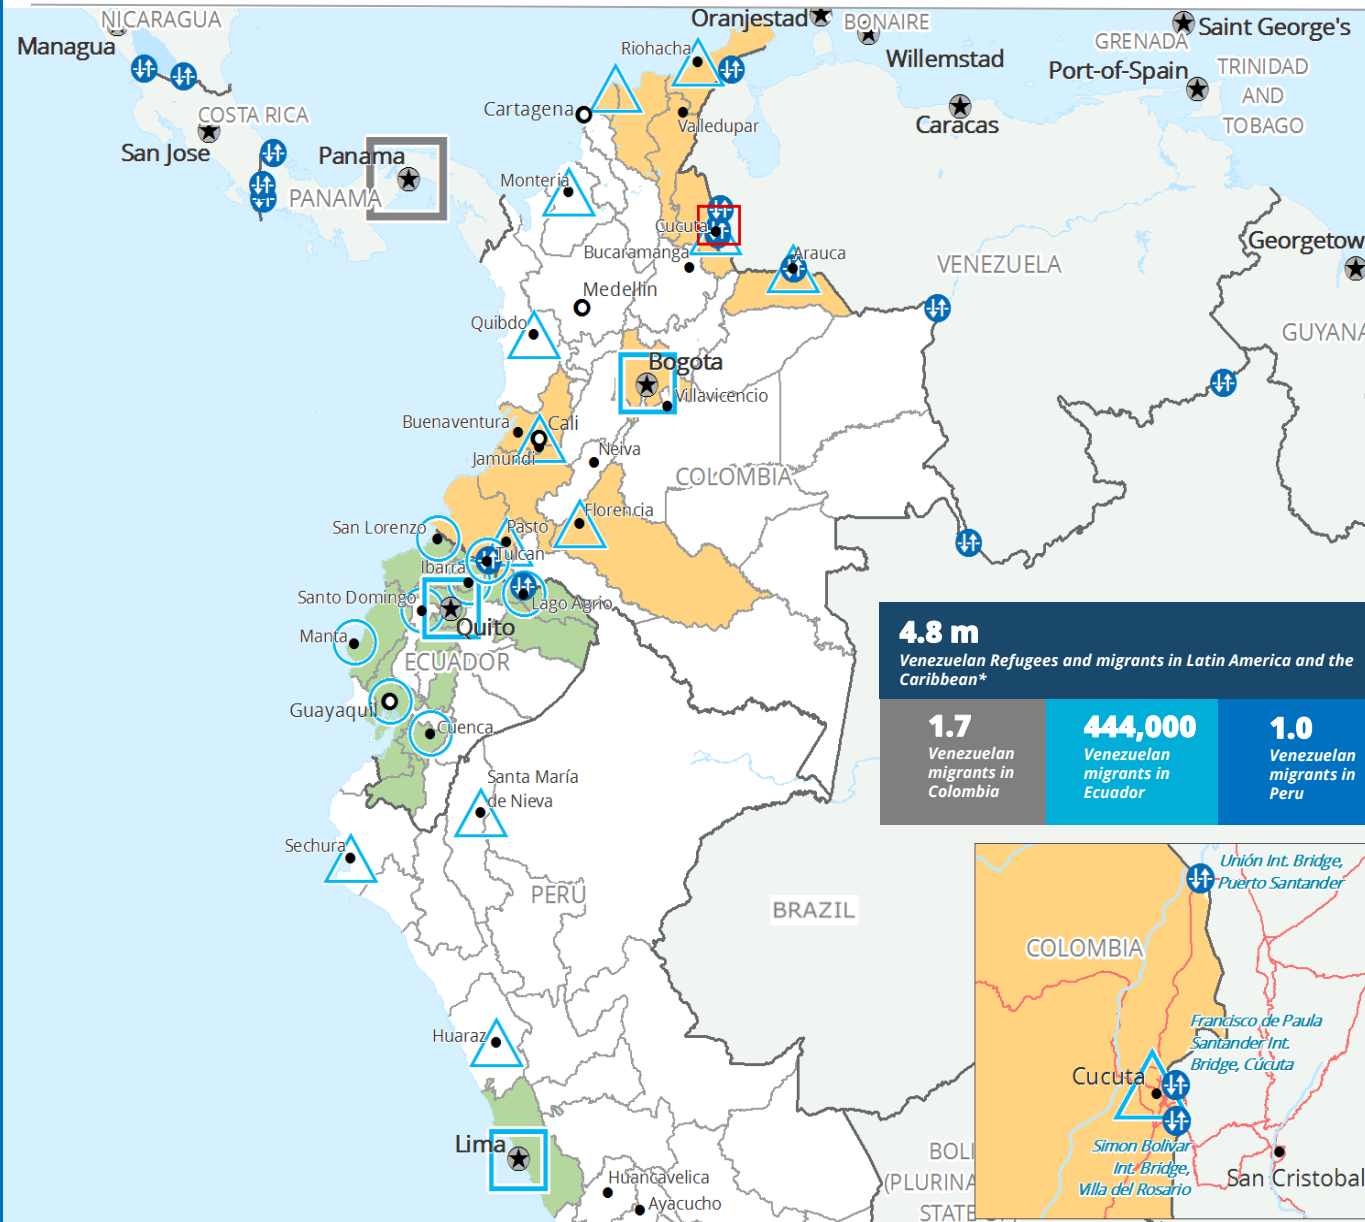 NICARAGUA
Managua
Oranjestad
BONAIRE
Willemstad
Saint George's
GRENADA
Port-of-Spain
TRINIDAD
AND
TOBAGO
Riohacha
COSTA RICA
San Jose
Panama
PANAMA
Cartagena
Valledupar
Caracas
Monteria
Cucuta
Bucaramanga
Arauca
VENEZUELA
Georgetow
GUYANA
Medellin
Quibdo
Bogota
Villavicencio
Buenaventura
Cali
Jamundi
Neiva
COLOMBIA
Florencia
San Lorenzo
Pasto
Tulcan
Ibarra
Santo Domingo
Lago Agrio
Quito
Manta
ECUADOR
Guayaquil
Cuenca
4.8 m
Venezuelan Refugees and migrants in Latin America and the
Caribbean*
1.7
Venezuelan
migrants in
Colombia
444,000
Venezuelan
migrants in
Ecuador
1.0
Venezuelan
migrants in
Peru
Santa María
de Nieva
Sechura
PERÚ
BRAZIL
Huaraz
Lima
Huancavelica
Ayacucho
BOLI
(PLURINA
STATE O
Unión Int. Bridge,
Puerto Santander
COLOMBIA
Francisco de Paula
Santander Int.
Bridge, Cúcuta
Cucuta
Simon Bolivar
Int. Bridge,
Villa del Rosario
San Cristobal